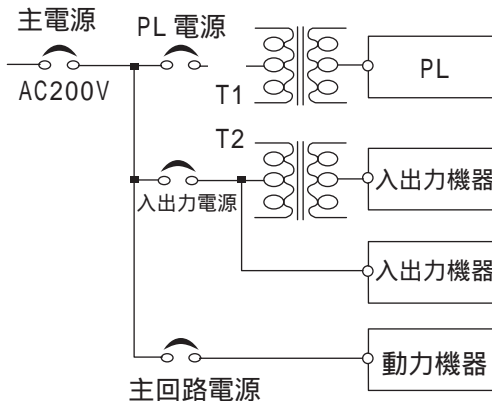 主電源
PL 電源
AC200V
T1
PL
T2
入出力電源
入出力機器
入出力機器
主回路電源
動力機器